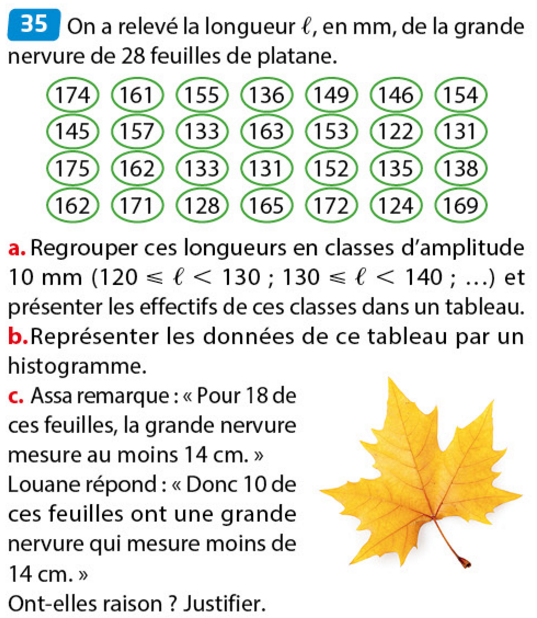 35 On a relevé la longueur ℓ, en mm, de la grande
nervure de 28 feuilles de platane.
174 161 155 136 149 146 154
145 157 133 163 153 122 131
175 162 133 131 152 135 138
162 171 128 165 172 124 169
a. Regrouper ces longueurs en classes d’amplitude
10 mm (120 ⩽ ℓ < 130 ; 130 ⩽ ℓ < 140 ; …) et
présenter les effectifs de ces classes dans un tableau.
b. Représenter les données de ce tableau par un
histogramme.
c. Assa remarque : « Pour 18 de
ces feuilles, la grande nervure
mesure au moins 14 cm. »
Louane répond : « Donc 10 de
ces feuilles ont une grande
nervure qui mesure moins de
14 cm. »
Ont-elles raison ? Justifier.